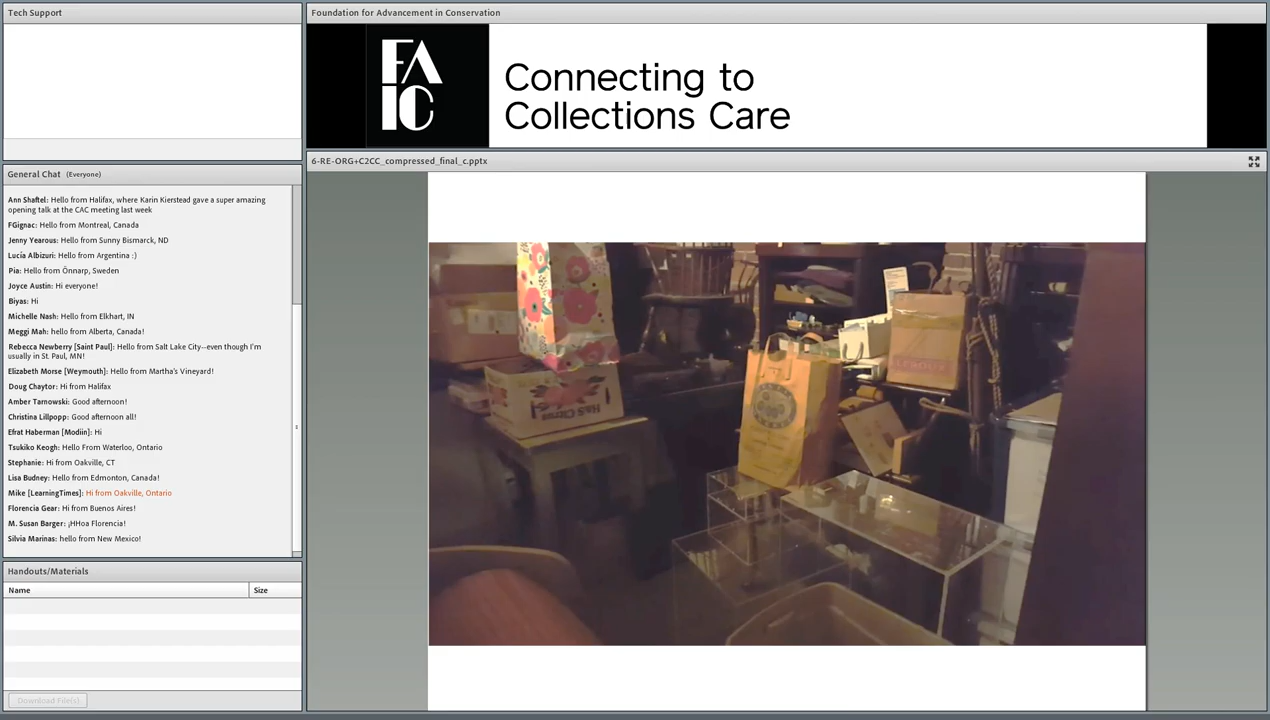 Tech Support
General Chat (Everyone)
Ann Shaftel: Hello from Halifax, where Karin Kierstead gave a super amazing
opening talk at the CAC meeting last week
FGignac: Hello from Montreal, Canada
Jenny Yearous: Hello from Sunny Bismarck, ND
Lucía Albizuri: Hello from Argentina :)
Pia: Hello from Önnarp, Sweden
Joyce Austin: Hi everyone!
Biyas: Hi
Michelle Nash: Hello from Elkhart, IN
Meggi Mah: hello from Alberta, Canada!
Rebecca Newberry [Saint Paul]: Hello from Salt Lake City--even though I'm
usually in St. Paul, MN!
Elizabeth Morse [Weymouth]: Hello from Martha's Vineyard!
Doug Chaytor: Hi from Halifax
Amber Tarnowski: Good afternoon!
Christina Lillpopp: Good afternoon all!
Efrat Haberman [Modiin]: Hi
Tsukiko Keogh: Hello From Waterloo, Ontario
Stephanie: Hi from Oakville, CT
Lisa Budney: Hello from Edmonton, Canada!
Mike [LearningTimes]: Hi from Oakville, Ontario
Florencia Gear: Hi from Buenos Aires!
M. Susan Barger: ¡HHoa Florencia!
Silvia Marinas: hello from New Mexico!
Handouts/Materials
Name Size
Download File(s)
Foundation for Advancement in Conservation
FA
IC
Connecting to
Collections Care
6-RE-ORG+C2CC_compressed_final_c.pptx
H&S Citrus